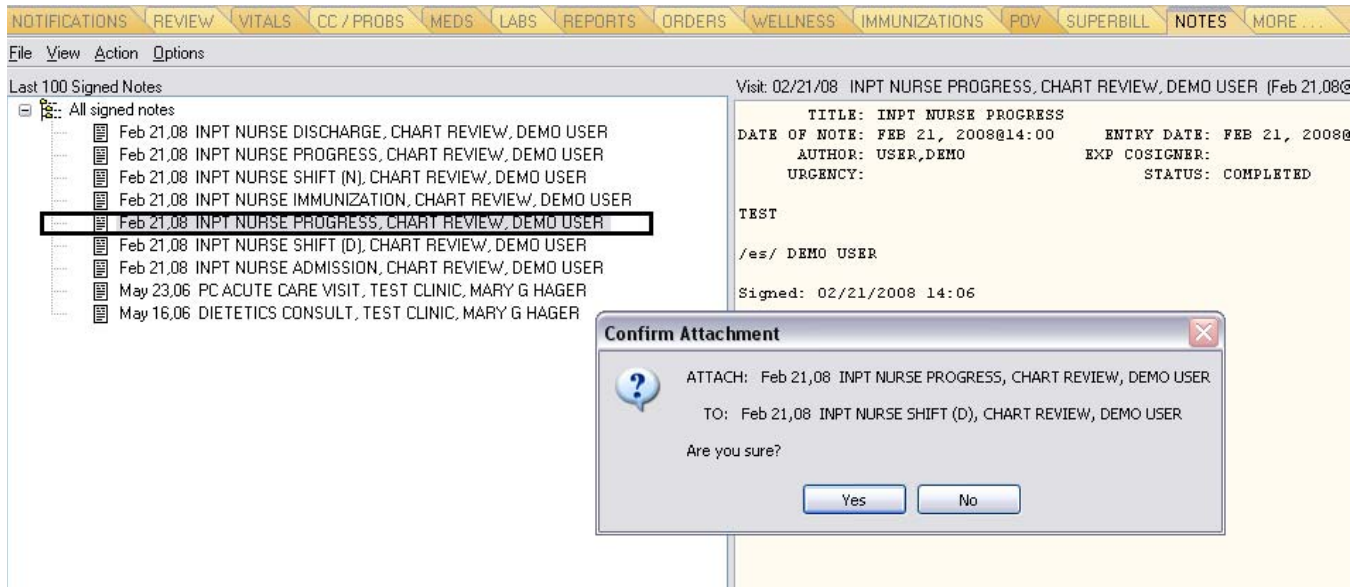 NOTIFICATIONS REVIEW VITALS CC / PROBS MEDS LABS REPORTS ORDERS WELLNESS IMMUNIZATIONS POV SUPERBILL NOTES MORE ...
File View Action Options
Last 100 Signed Notes
All signed notes
Feb 21,08 INPT NURSE DISCHARGE, CHART REVIEW, DEMO USER
Feb 21,08 INPT NURSE PROGRESS, CHART REVIEW, DEMO USER
Feb 21,08 INPT NURSE SHIFT (N), CHART REVIEW, DEMO USER
Feb 21,08 INPT NURSE IMMUNIZATION, CHART REVIEW, DEMO USER
Feb 21,08 INPT NURSE PROGRESS, CHART REVIEW, DEMO USER
Feb 21,08 INPT NURSE SHIFT (D), CHART REVIEW, DEMO USER
Feb 21,08 INPT NURSE ADMISSION, CHART REVIEW, DEMO USER
May 23,06 PC ACUTE CARE VISIT, TEST CLINIC, MARY G HAGER
May 16,06 DIETETICS CONSULT, TEST CLINIC, MARY G HAGER
Visit: 02/21/08 INPT NURSE PROGRESS, CHART REVIEW, DEMO USER (Feb 21,08@
TITLE: INPT NURSE PROGRESS
DATE OF NOTE: FEB 21, 2008@14:00 ENTRY DATE: FEB 21, 2008@
AUTHOR: USER,DEMO EXP COSIGNER:
URGENCY: STATUS: COMPLETED
TEST
/es/ DEMO USER
Signed: 02/21/2008 14:06
Confirm Attachment
ATTACH: Feb 21,08 INPT NURSE PROGRESS, CHART REVIEW, DEMO USER
TO: Feb 21,08 INPT NURSE SHIFT (D), CHART REVIEW, DEMO USER
Are you sure?
Yes No